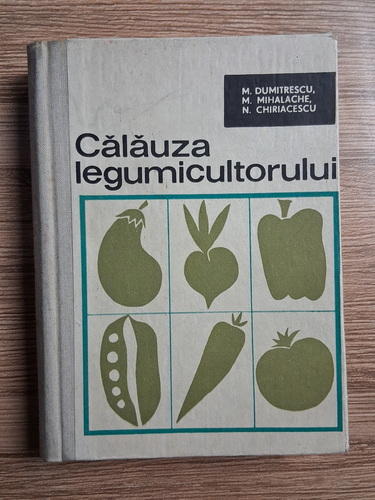 M. DUMITRESCU,
M. MIHALACHE,
N. CHIRIACESCU
Călăuza
legumicultorului